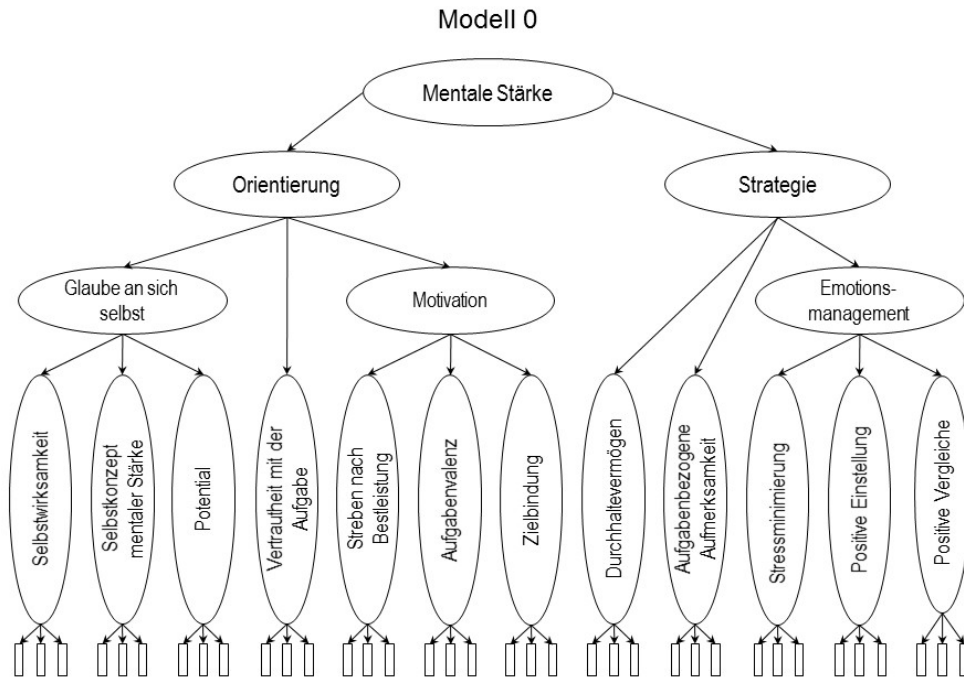 Modell 0
Mentale Stärke
Orientierung
Strategie
Glaube an sich
selbst
Motivation
Emotions-
management
Selbstwirksamkeit
Selbstkonzept
mentaler Stärke
Potential
Vertrautheit mit der
Aufgabe
Streben nach
Bestleistung
Aufgabenvalenz
Zielbindung
Durchhaltevermögen
Aufgabenbezogene
Aufmerksamkeit
Stressminimierung
Positive Einstellung
Positive Vergleiche